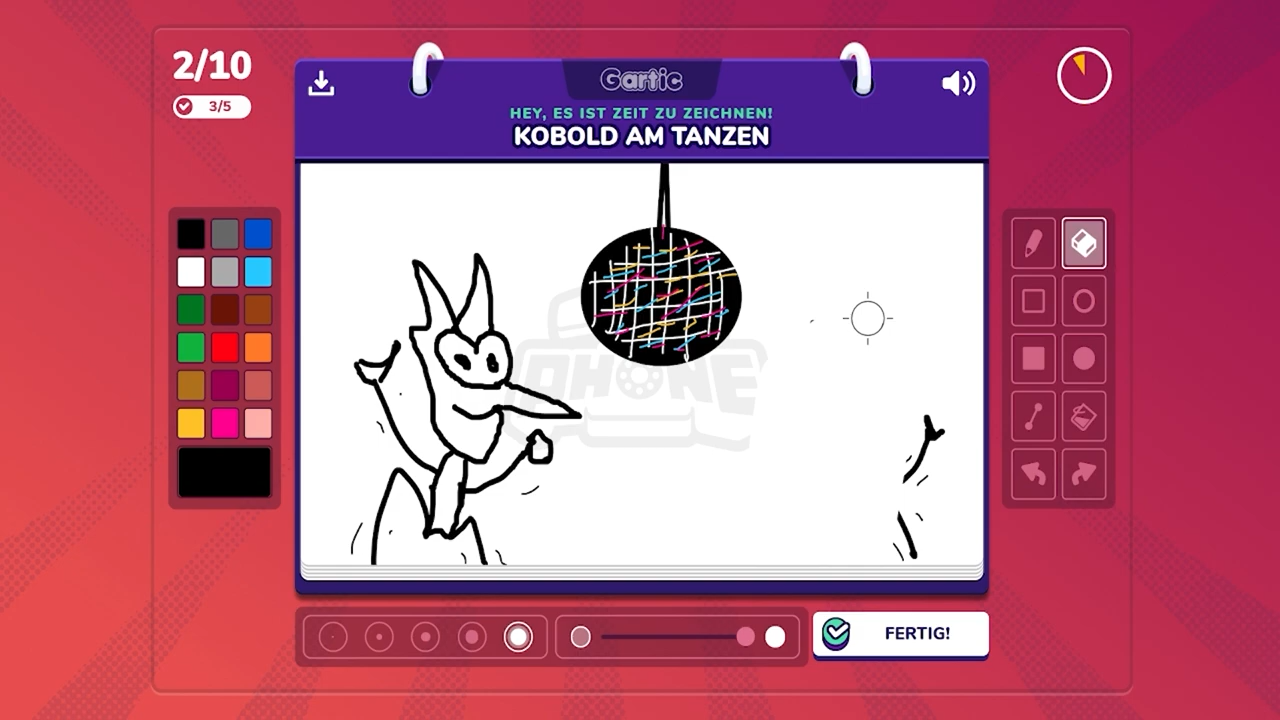 2/10
3/5
Gartic
HEY, ES IST ZEIT ZU ZEICHNEN!
KOBOLD AM TANZEN
PHONE
FERTIG!